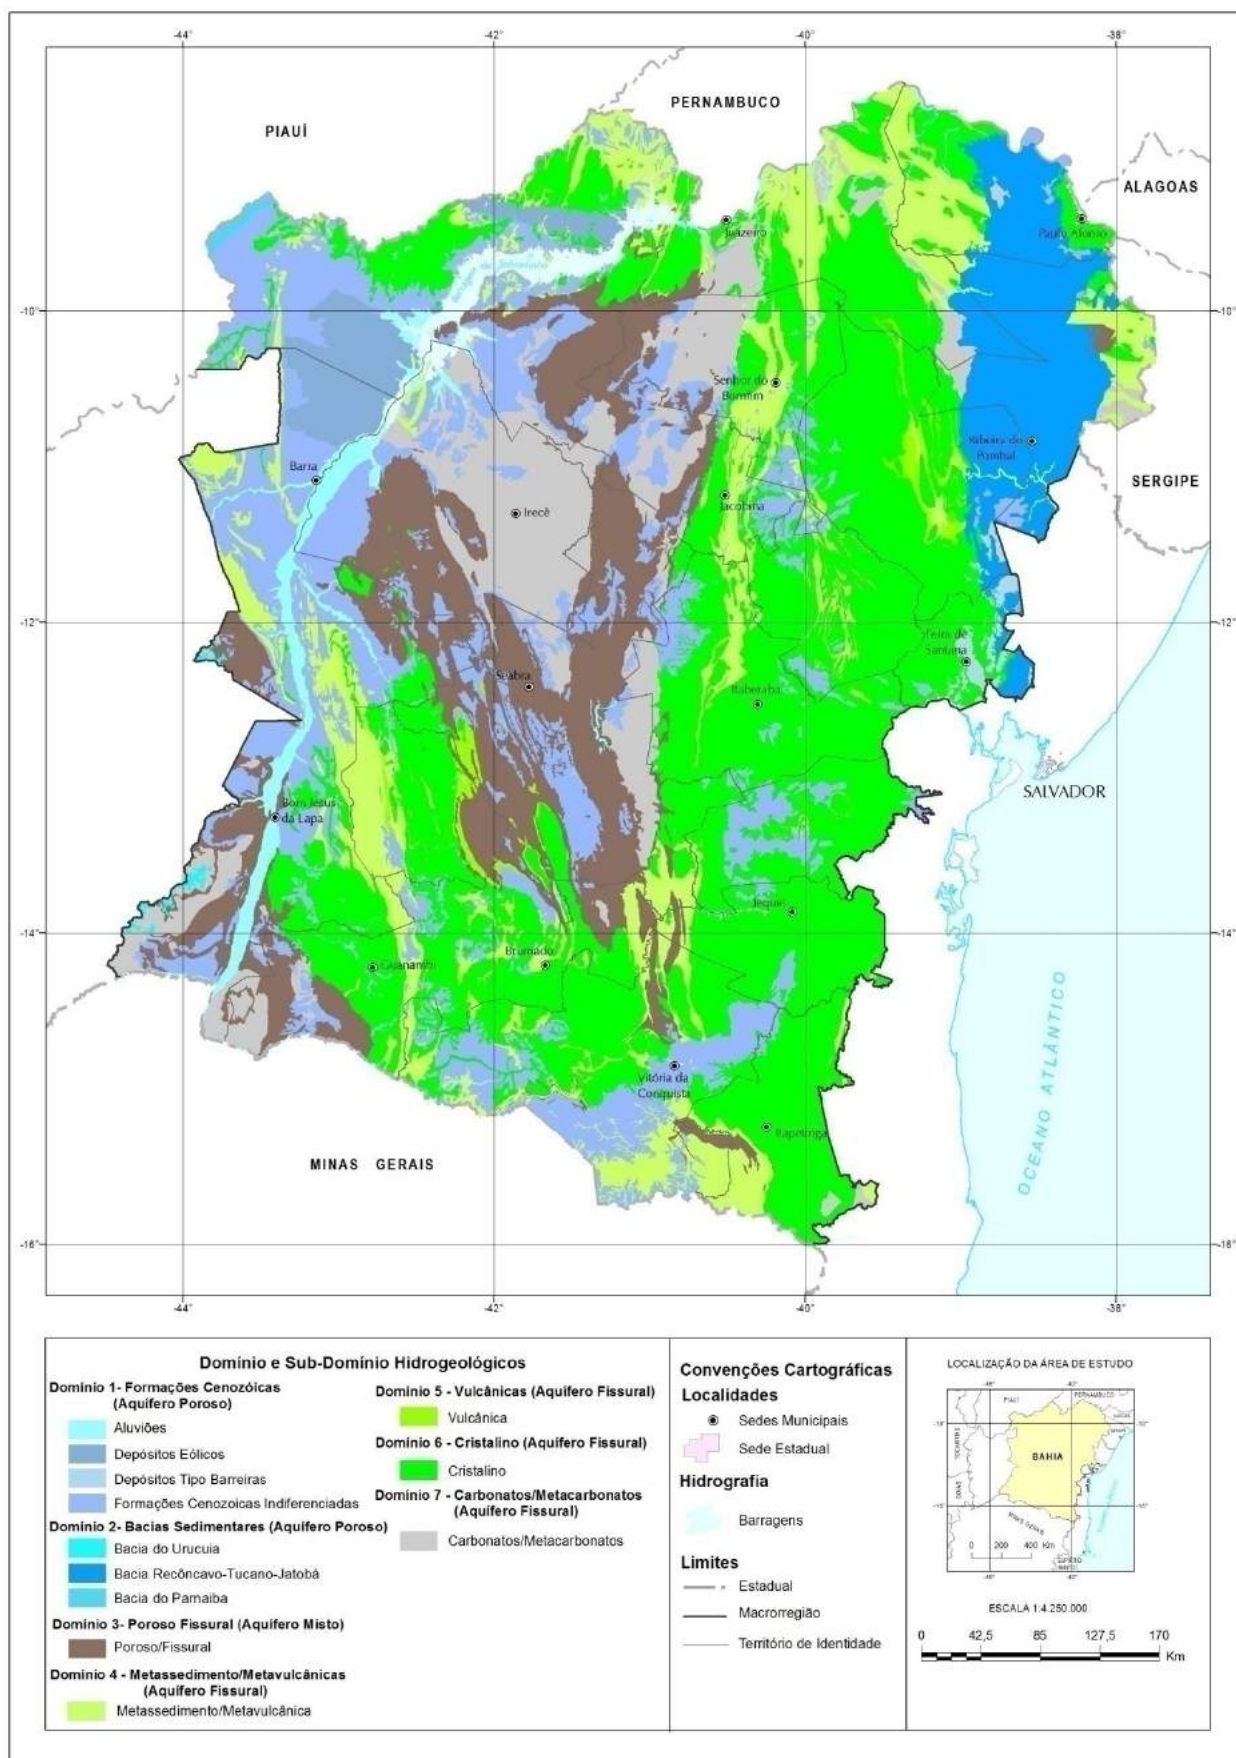 -44° -42° -40° -38°
PERNAMBUCO
PIAUÍ
ALAGOAS
Paulo Afonso
Juazeiro
-10° -10°
Senhor do
Bonfim
Ribeira do
Pombal
Barra
SERGIPE
Jacobina
Irecê
-12° -12°
Feira de
Santana
Seabra
Itaberaba
SALVADOR
Bom Jesus
da Lapa
Jequié
-14° -14°
Brumado
Guanambi
OCEANO ATLÂNTICO
Vitória da
Conquista
Itapetinga
MINAS GERAIS
-16° -16°
-44° -42° -40° -38°
Domínio e Sub-Domínio Hidrogeológicos
Domínio 1- Formações Cenozóicas
(Aquífero Poroso)
Aluviões
Depósitos Eólicos
Depósitos Tipo Barreiras
Formações Cenozoicas Indiferenciadas
Domínio 2- Bacias Sedimentares (Aquífero Poroso)
Bacia do Urucuia
Bacia Recôncavo-Tucano-Jatobá
Bacia do Parnaiba
Domínio 3- Poroso Fissural (Aquífero Misto)
Poroso/Fissural
Domínio 4 - Metassedimento/Metavulcânicas
(Aquífero Fissural)
Metassedimento/Metavulcânica
Domínio 5 - Vulcânicas (Aquífero Fissural)
Vulcânica
Domínio 6 - Cristalino (Aquífero Fissural)
Cristalino
Domínio 7 - Carbonatos/Metacarbonatos
(Aquífero Fissural)
Carbonatos/Metacarbonatos
Convenções Cartográficas
Localidades
Sedes Municipais
Sede Estadual
Hidrografia
Barragens
Limites
Estadual
Macrorregião
Território de Identidade
LOCALIZAÇÃO DA ÁREA DE ESTUDO
PIAUÍ
PERNAMBUCO
TOCANTINS
BAHIA
GOIÁS
MINAS GERAIS
0 200 400 Km
ESCALA 1:4.250.000
0 42,5 85 127,5 170
Km